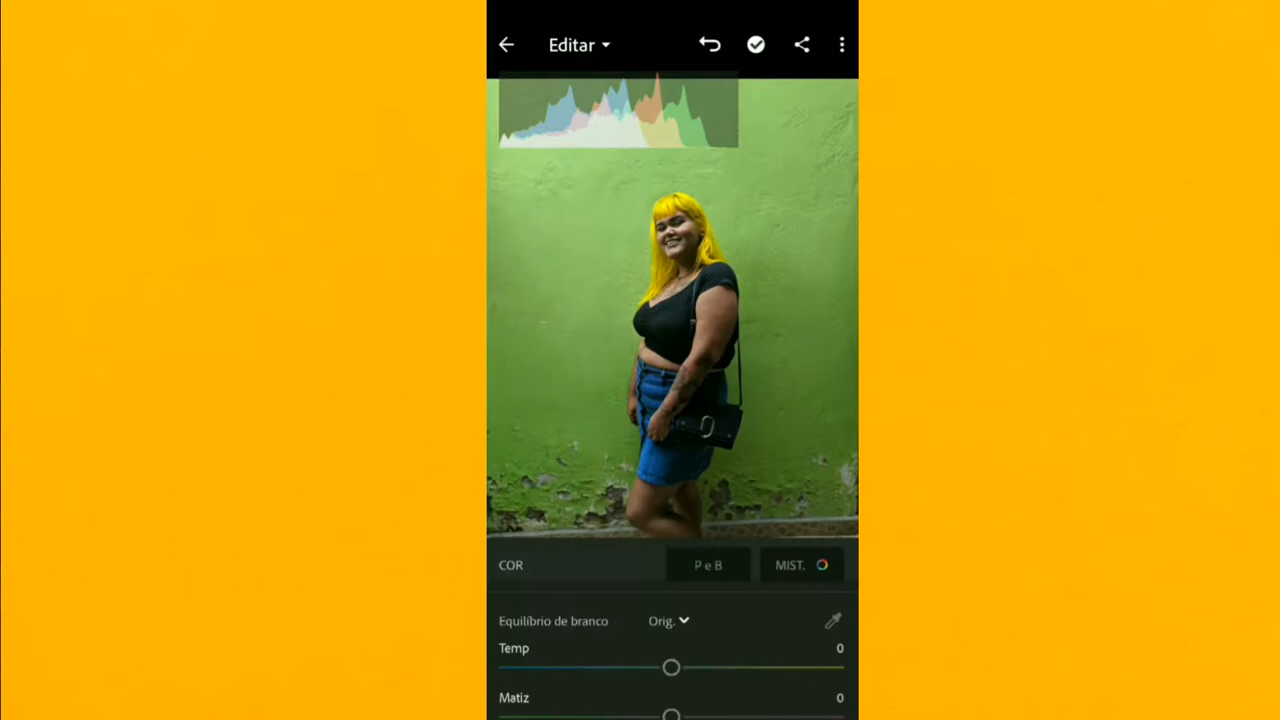 Editar
COR P e B MIST.
Equilíbrio de branco Orig.
Temp 0
Matiz 0